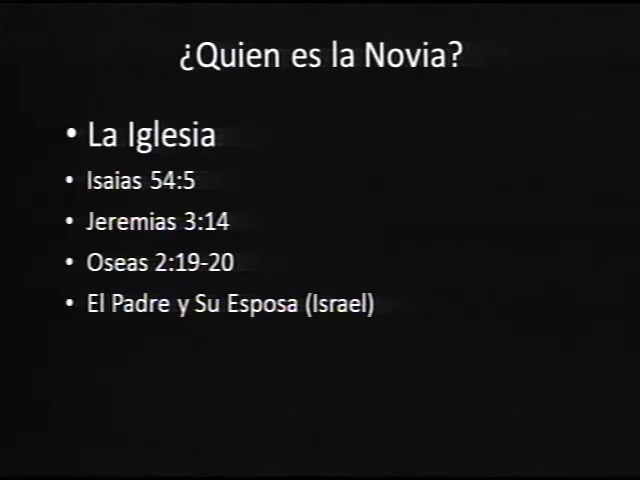 ¿Quien es la Novia?
• La Iglesia
• Isaias 54:5
• Jeremias 3:14
• Oseas 2:19-20
• El Padre y Su Esposa (Israel)